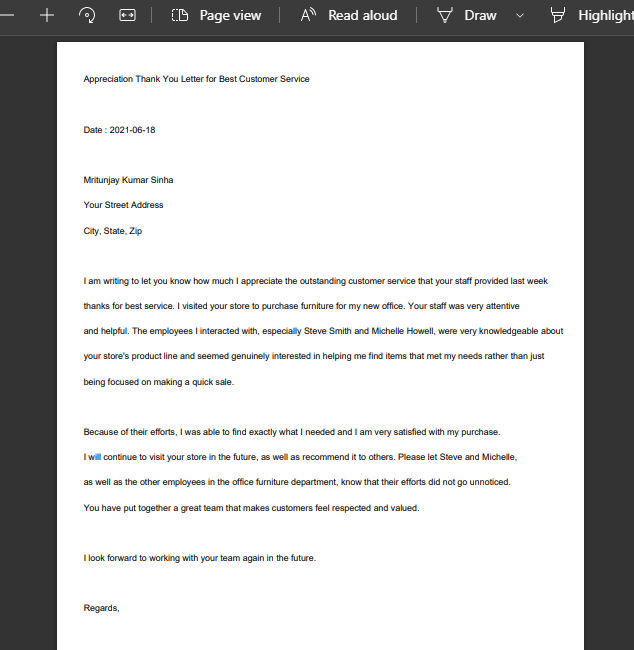 Page view
Read aloud
Draw
Highlight
Appreciation Thank You Letter for Best Customer Service
Date : 2021-06-18
Mritunjay Kumar Sinha
Your Street Address
City, State, Zip
I am writing to let you know how much I appreciate the outstanding customer service that your staff provided last week
thanks for best service. I visited your store to purchase furniture for my new office. Your staff was very attentive
and helpful. The employees I interacted with, especially Steve Smith and Michelle Howell, were very knowledgeable about
your store's product line and seemed genuinely interested in helping me find items that met my needs rather than just
being focused on making a quick sale.
Because of their efforts, I was able to find exactly what I needed and I am very satisfied with my purchase.
I will continue to visit your store in the future, as well as recommend it to others. Please let Steve and Michelle,
as well as the other employees in the office furniture department, know that their efforts did not go unnoticed.
You have put together a great team that makes customers feel respected and valued.
I look forward to working with your team again in the future.
Regards,